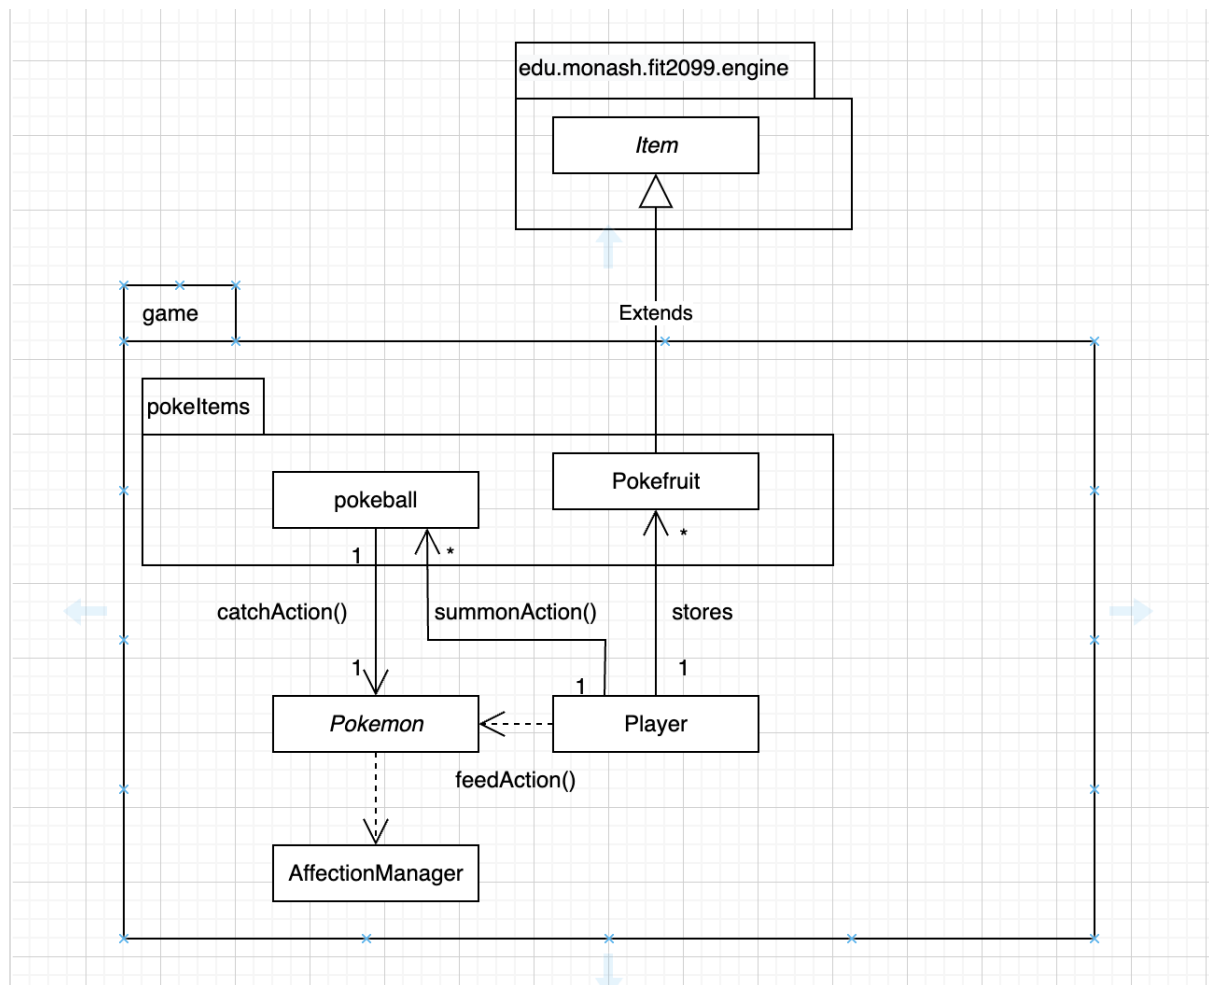 edu.monash.fit2099.engine
Item
Extends
game
pokeItems
pokeball
Pokefruit
1
*
*
catchAction()
summonAction()
stores
1
1
1
Pokemon
Player
feedAction()
AffectionManager